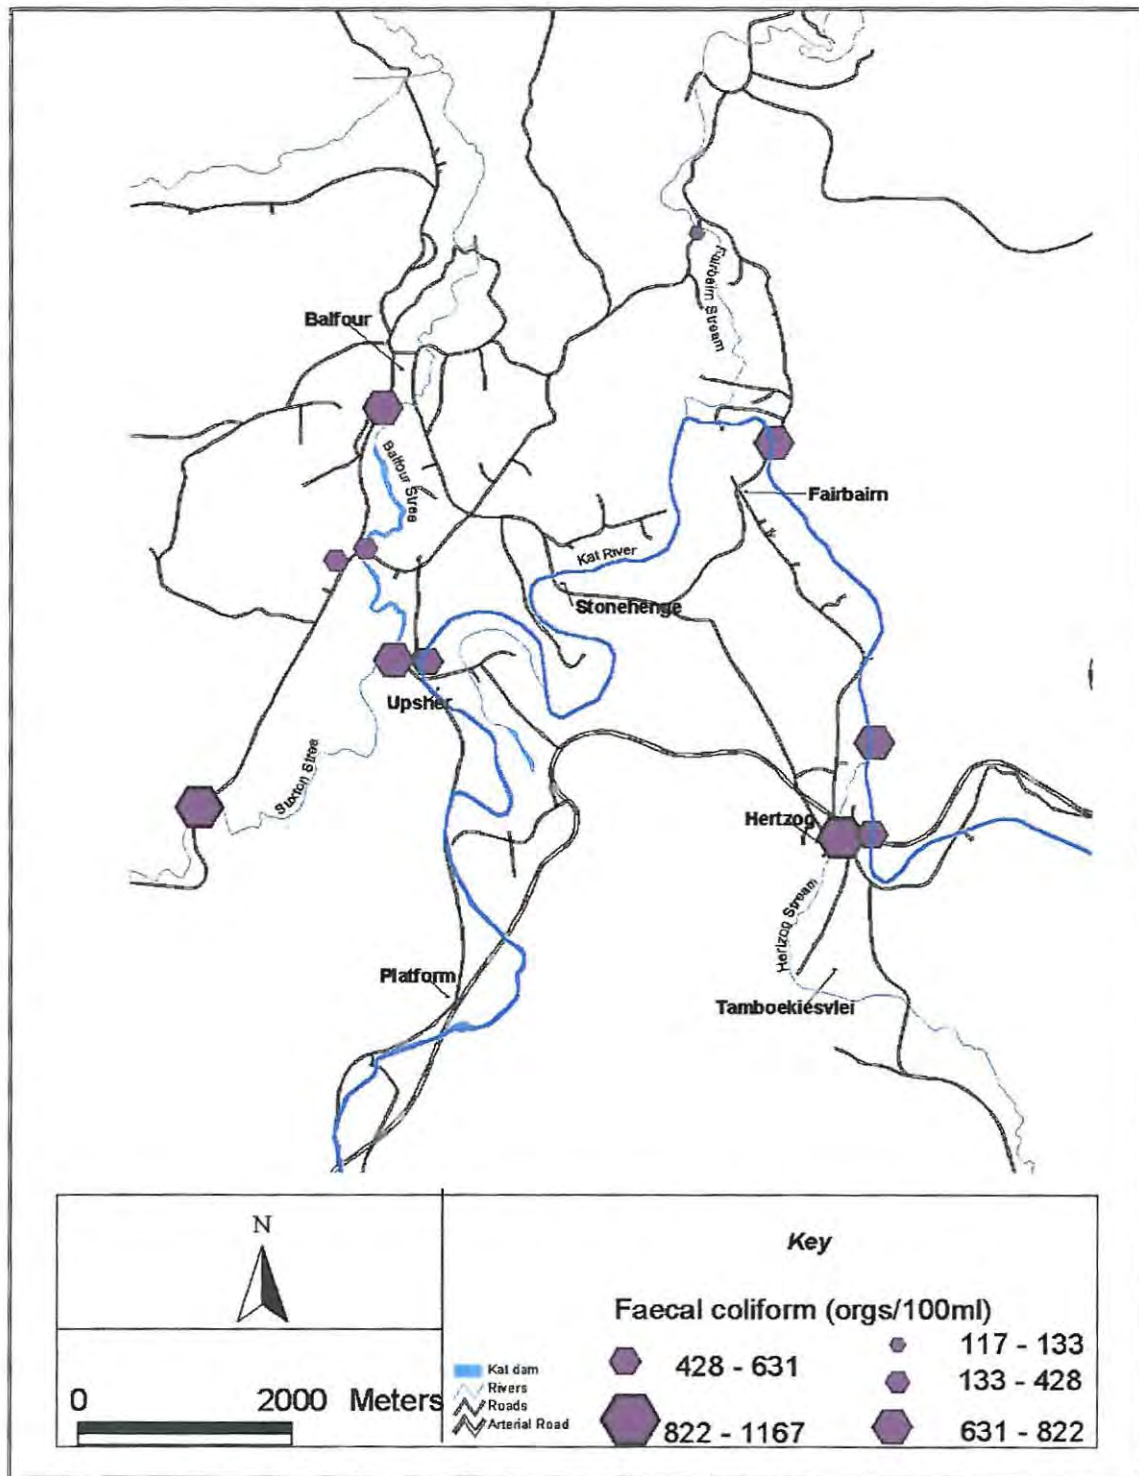 Balfour
Fairbeirn Stream
Balfour Stree
Fairbairn
Kat River
Stonehenge
Upsher
Suxton Stree
Hertzog
Hertzog Stream
Platform
Tamboekiesvlei
N
0 2000 Meters
Key
Faecal coliform (orgs/100ml)
428 - 631
822 - 1167
117 - 133
133 - 428
631 - 822
Kat dam
Rivers
Roads
Arterial Road